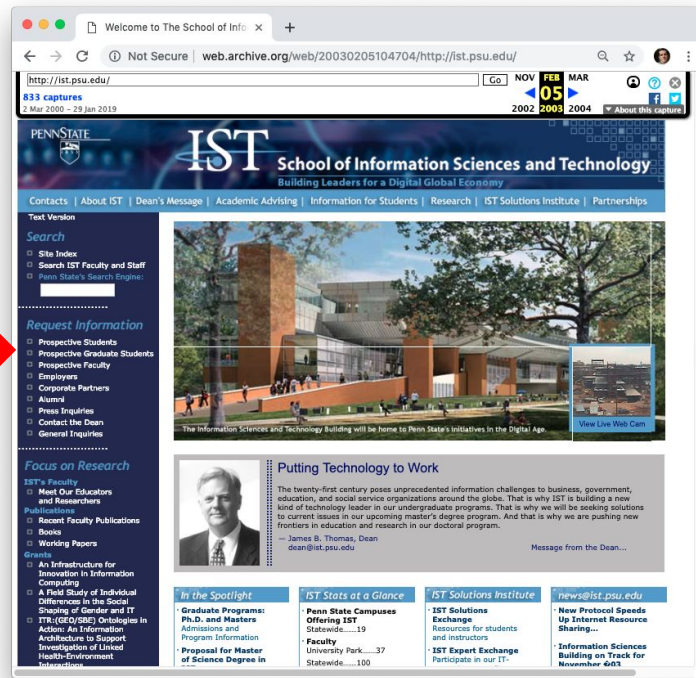 Welcome to The School of Info
Not Secure | web.archive.org/web/20030205104704/http://ist.psu.edu/
http://ist.psu.edu/
Go
NOV FEB MAR
833 captures
05
2 Mar 2000 – 29 Jan 2019
2002 2003 2004
About this capture
PENNSTATE
IST School of Information Sciences and Technology
Building Leaders for a Digital Global Economy
Contacts | About IST | Dean's Message | Academic Advising | Information for Students | Research | IST Solutions Institute | Partnerships
Text Version
Search
Site Index
Search IST Faculty and Staff
Penn State's Search Engine:
Request Information
Prospective Students
Prospective Graduate Students
Prospective Faculty
Employers
Corporate Partners
Alumni
Press Inquiries
Contact the Dean
General Inquiries
The Information Sciences and Technology Building will be home to Penn State's initiatives in the Digital Age.
View Live Web Cam
Focus on Research
IST's Faculty
Meet Our Educators
and Researchers
Publications
Recent Faculty Publications
Books
Working Papers
Grants
An Infrastructure for
Innovation in Information
Computing
A Field Study of Individual
Differences in the Social
Shaping of Gender and IT
ITR:(GEO/SBE) Ontologies in
Action: An Information
Architecture to Support
Investigation of Linked
Health-Environment
Interactions
Putting Technology to Work
The twenty-first century poses unprecedented information challenges to business, government,
education, and social service organizations around the globe. That is why IST is building a new
kind of technology leader in our undergraduate programs. That is why we will be seeking solutions
to current issues in our upcoming master's degree program. And that is why we are pushing new
frontiers in education and research in our doctoral program.
— James B. Thomas, Dean
dean@ist.psu.edu
Message from the Dean...
In the Spotlight
Graduate Programs:
Ph.D. and Masters
Admissions and
Program Information
Proposal for Master
of Science Degree in
IST Stats at a Glance
Penn State Campuses
Offering IST
Statewide......19
Faculty
University Park.....37
Statewide......100
IST Solutions Institute
IST Solutions
Exchange
Resources for students
and instructors
IST Expert Exchange
Participate in our IT-
news@ist.psu.edu
New Protocol Speeds
Up Internet Resource
Sharing...
Information Sciences
Building on Track for
November �03